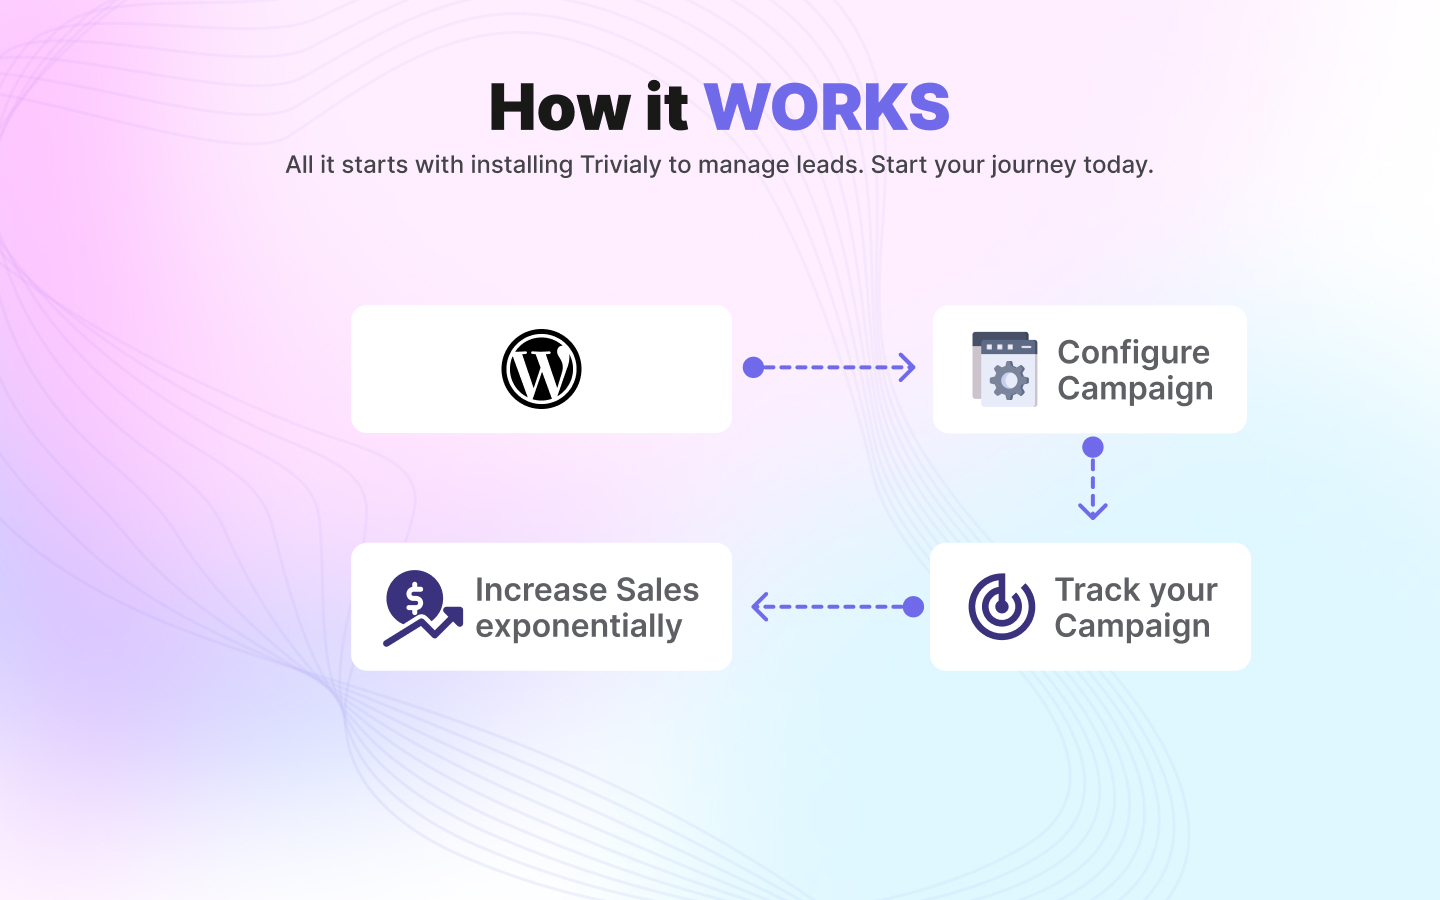 How it WORKS
All it starts with installing Trivialy to manage leads. Start your journey today.
Configure
Campaign
Increase Sales
exponentially
Track your
Campaign